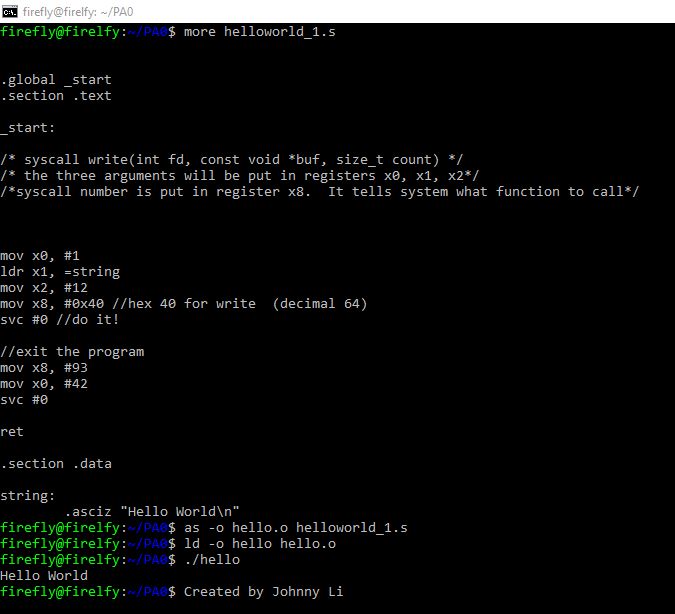 firefly@firelfy: ~/PA0
firefly@firelfy:~/PA0$ more helloworld_1.s
.global _start
.section .text
_start:
/* syscall write(int fd, const void *buf, size_t count) */
/* the three arguments will be put in registers x0, x1, x2*/
/*syscall number is put in register x8.  It tells system what function to call*/
mov x0, #1
ldr x1, =string
mov x2, #12
mov x8, #0x40 //hex 40 for write  (decimal 64)
svc #0 //do it!
//exit the program
mov x8, #93
mov x0, #42
svc #0
ret
.section .data
string:
        .asciz "Hello World\n"
firefly@firelfy:~/PA0$ as -o hello.o helloworld_1.s
firefly@firelfy:~/PA0$ ld -o hello hello.o
firefly@firelfy:~/PA0$ ./hello
Hello World
firefly@firelfy:~/PA0$ Created by Johnny Li